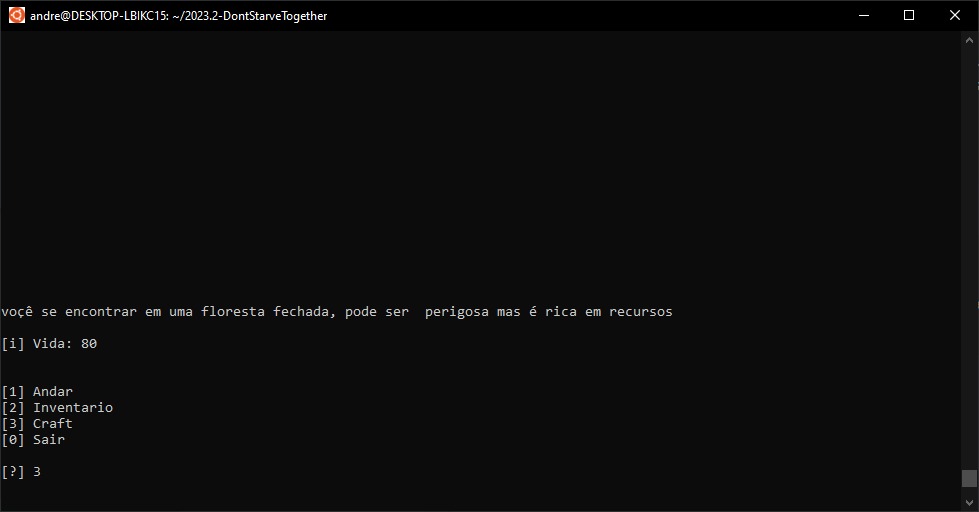 andre@DESKTOP-LBIKC15: ~/2023.2-DontStarveTogether
voçê se encontrar em uma floresta fechada, pode ser  perigosa mas é rica em recursos
[i] Vida: 80
[1] Andar
[2] Inventario
[3] Craft
[0] Sair
[?] 3